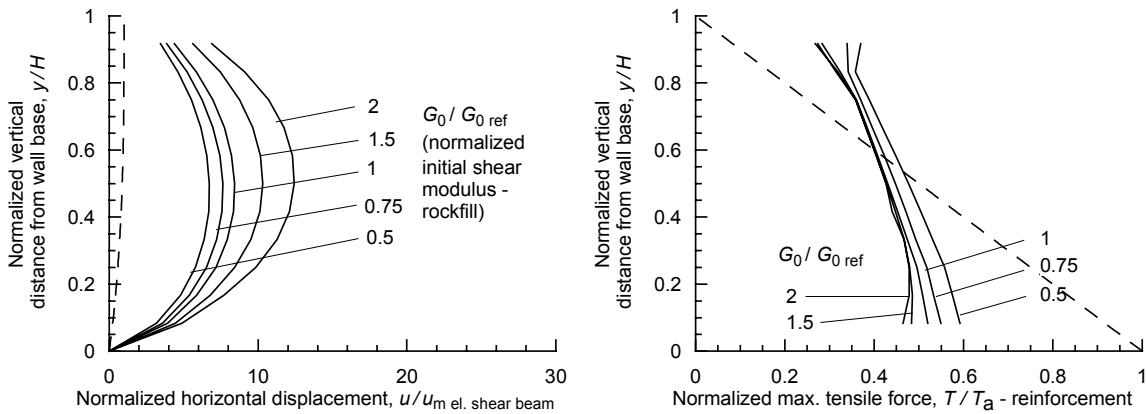 Normalized vertical
distance from wall base, y / H
1
0.8
0.6
0.4
0.2
0
0
10
20
30
2
1.5
1
0.75
0.5
G0 / G0 ref
(normalized
initial shear
modulus -
rockfill)
Normalized horizontal displacement, u / um el. shear beam
Normalized vertical
distance from wall base, y / H
1
0.8
0.6
0.4
0.2
0
0
0.2
0.4
0.6
0.8
1
G0 / G0 ref
2
1.5
1
0.75
0.5
Normalized max. tensile force, T / Ta - reinforcement